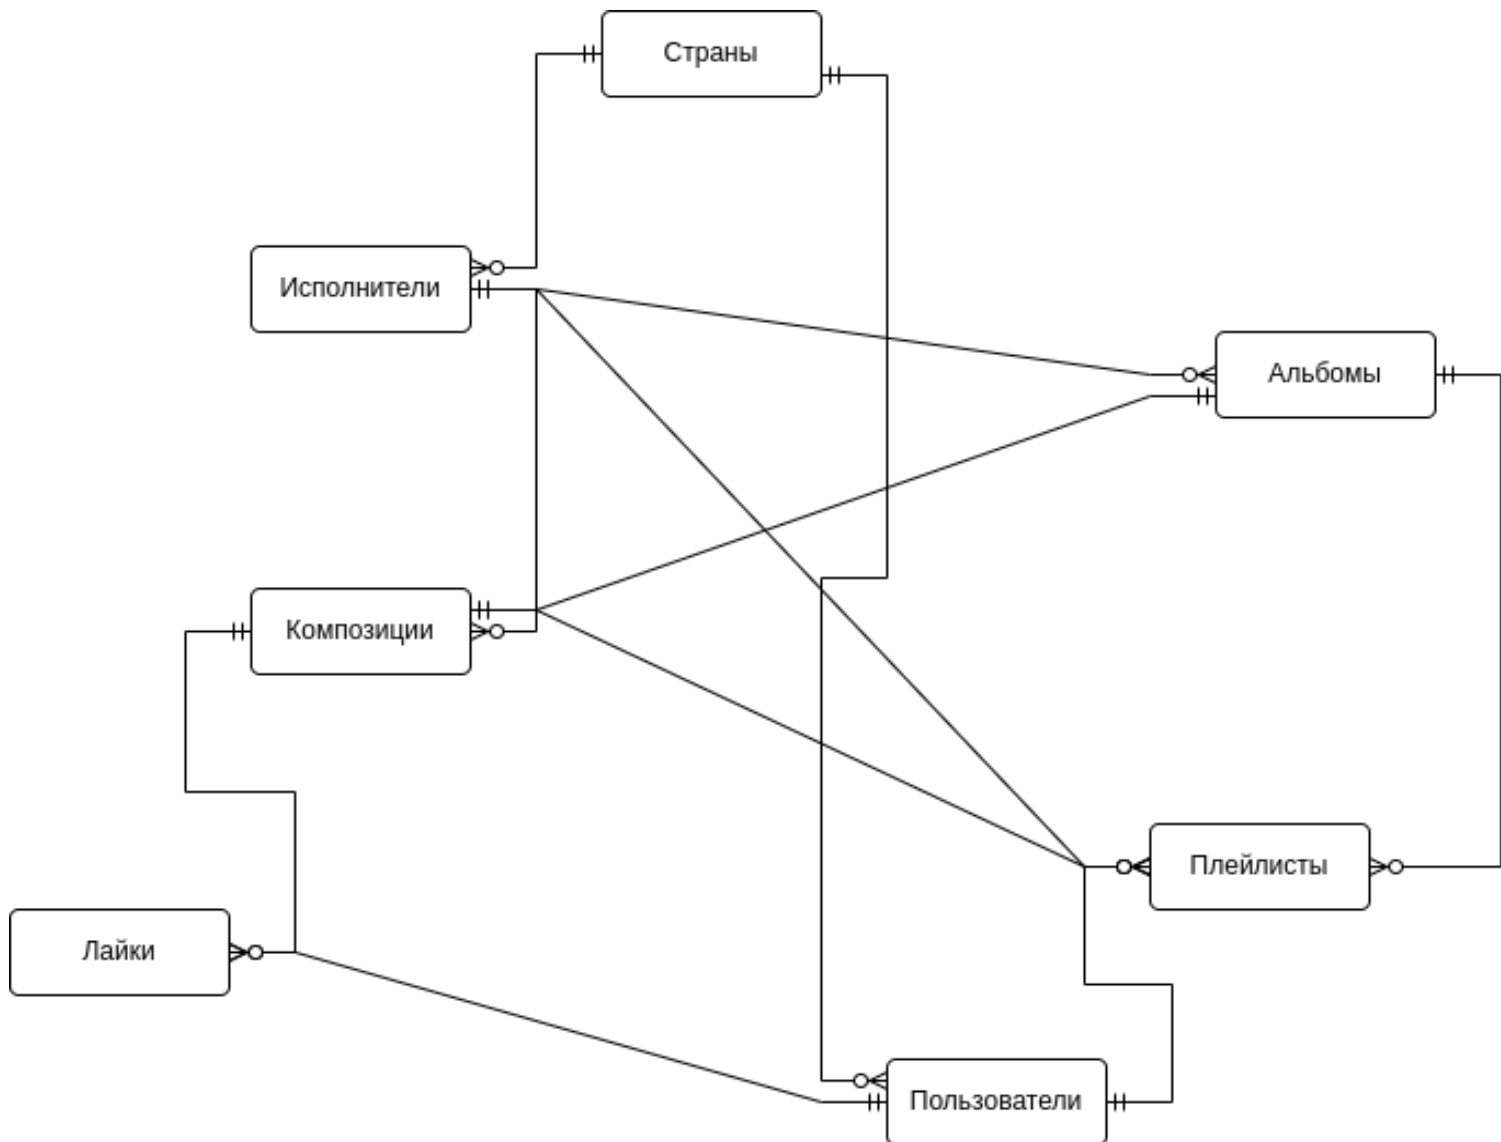 Страны
Исполнители
Альбомы
Композиции
Плейлисты
Лайки
Пользователи